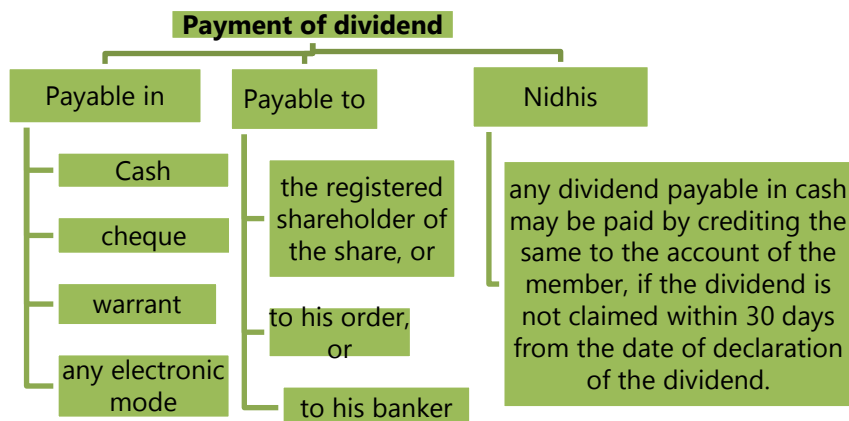 Payment of dividend
Payable in
Cash
cheque
warrant
any electronic
mode
Payable to
the registered
shareholder of
the share, or
to his order,
or
to his banker
Nidhis
any dividend payable in cash
may be paid by crediting the
same to the account of the
member, if the dividend is
not claimed within 30 days
from the date of declaration
of the dividend.